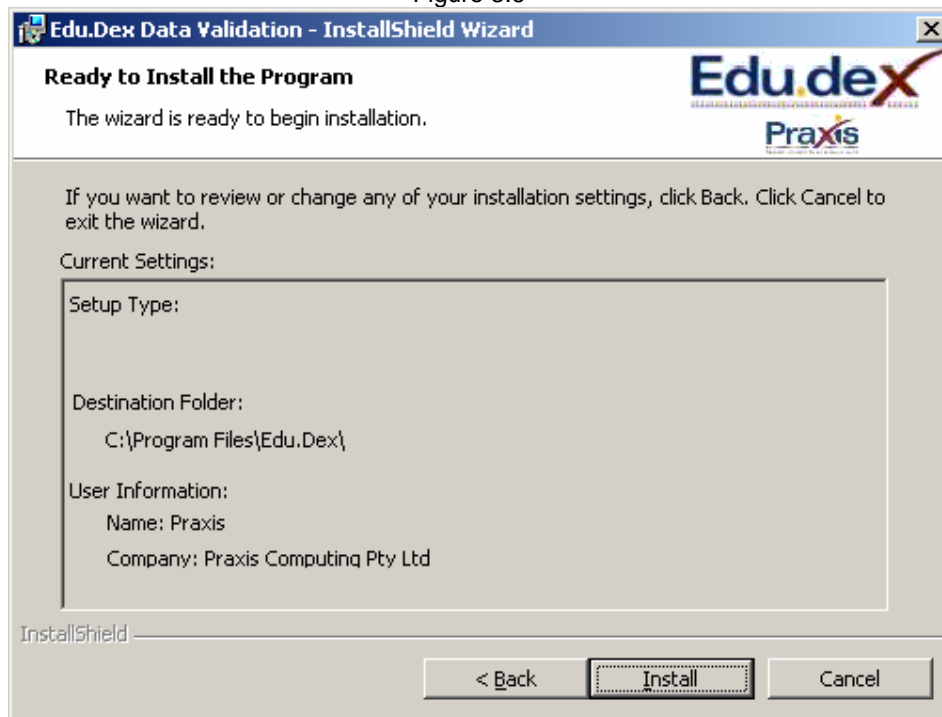 Edu.Dex Data Validation - InstallShield Wizard
Ready to Install the Program
The wizard is ready to begin installation.
Edu.dex
Praxis
If you want to review or change any of your installation settings, click Back. Click Cancel to
exit the wizard.
Current Settings:
Setup Type:
Destination Folder:
C:\Program Files\Edu.Dex\
User Information:
Name: Praxis
Company: Praxis Computing Pty Ltd
InstallShield
< Back
Install
Cancel